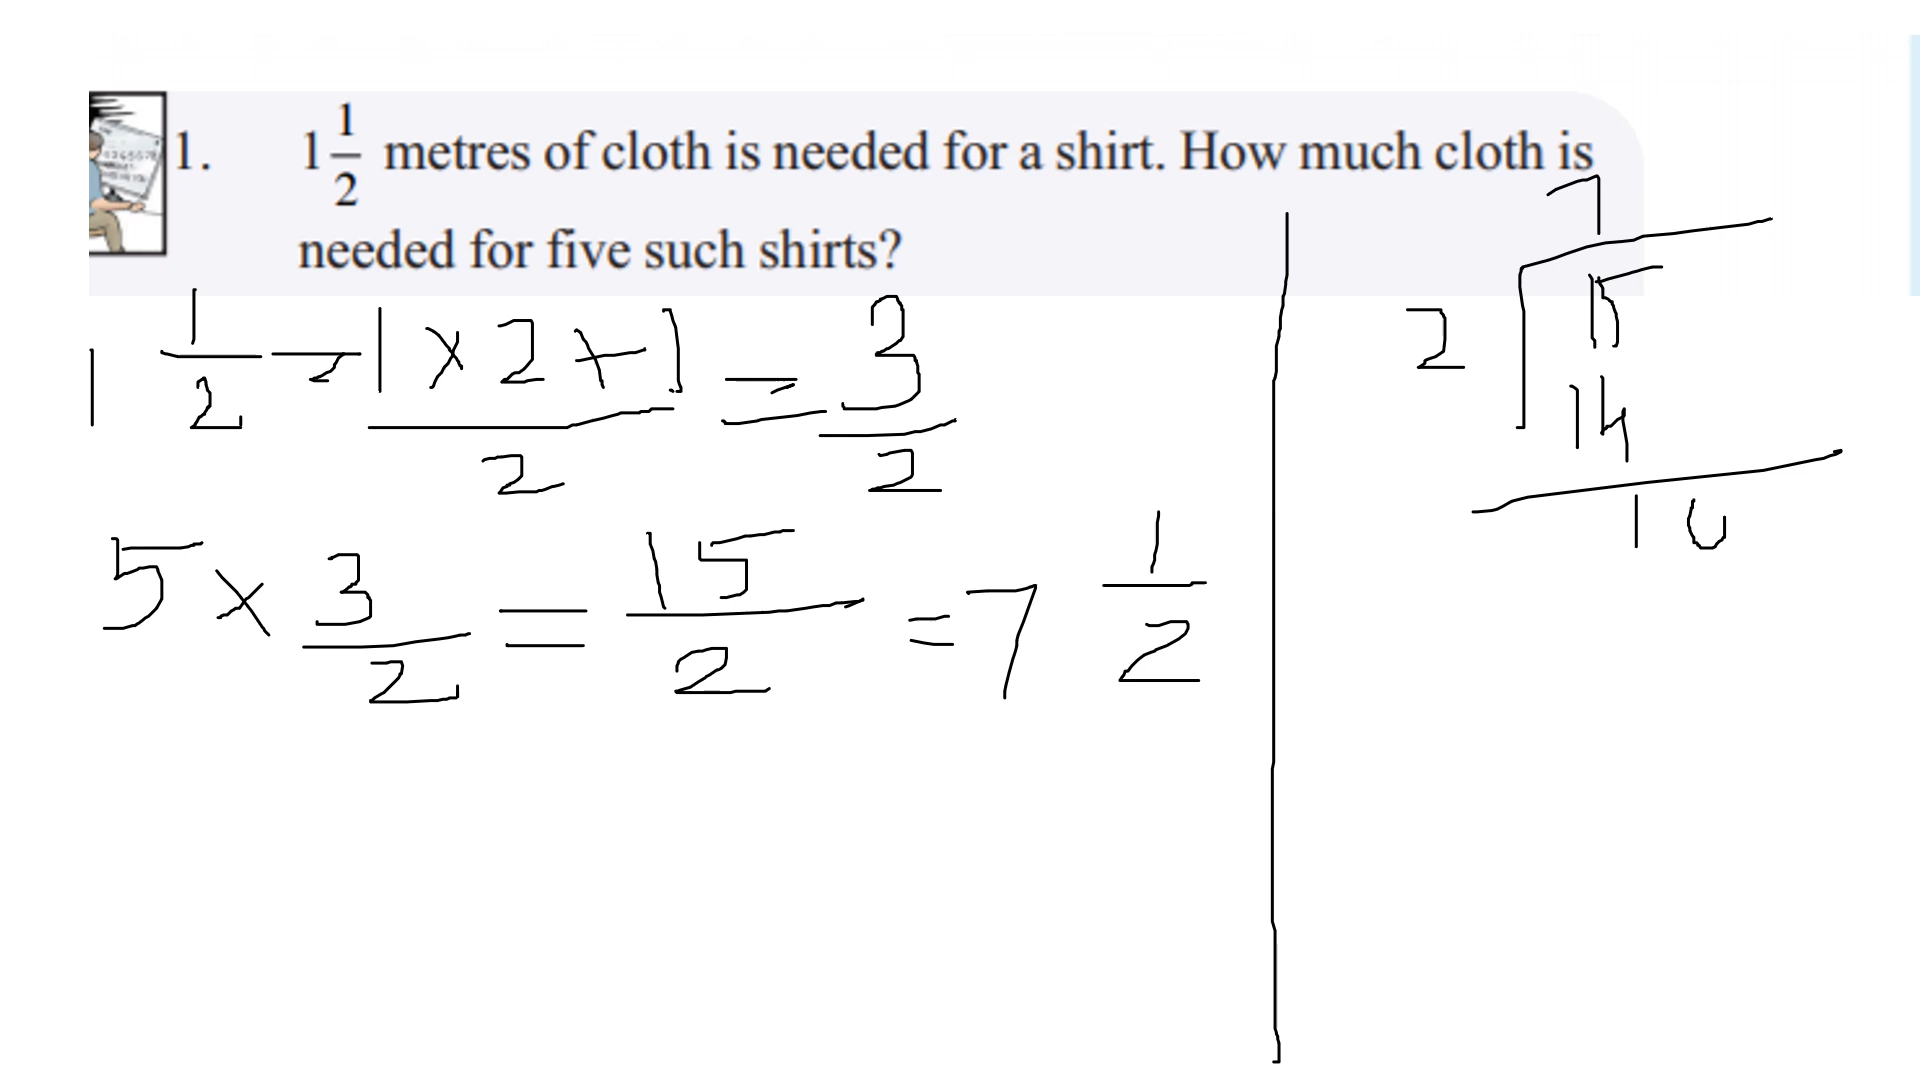 1. 1 1/2 metres of cloth is needed for a shirt. How much cloth is
needed for five such shirts?
1 1/2 = 1 × 2 + 1 / 2 = 3/2
5 × 3/2 = 15/2 = 7 1/2
7
2 15
14
1 0